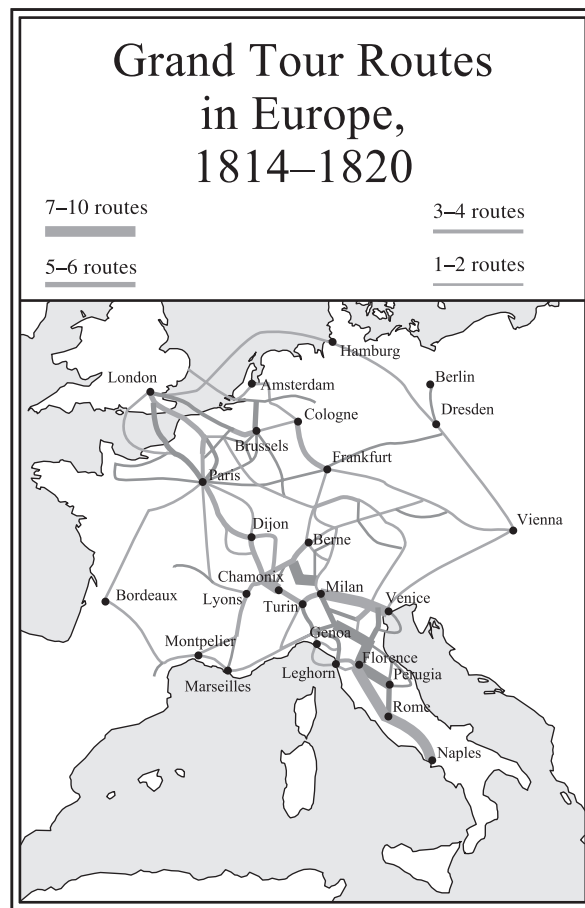 Grand Tour Routes
in Europe,
1814–1820
7–10 routes
3–4 routes
5–6 routes
1–2 routes
Hamburg
London
Amsterdam
Berlin
Cologne
Dresden
Brussels
Frankfurt
Paris
Dijon
Vienna
Berne
Chamonix
Milan
Bordeaux
Lyons
Turin
Venice
Genoa
Montpelier
Florence
Leghorn
Marseilles
Perugia
Rome
Naples